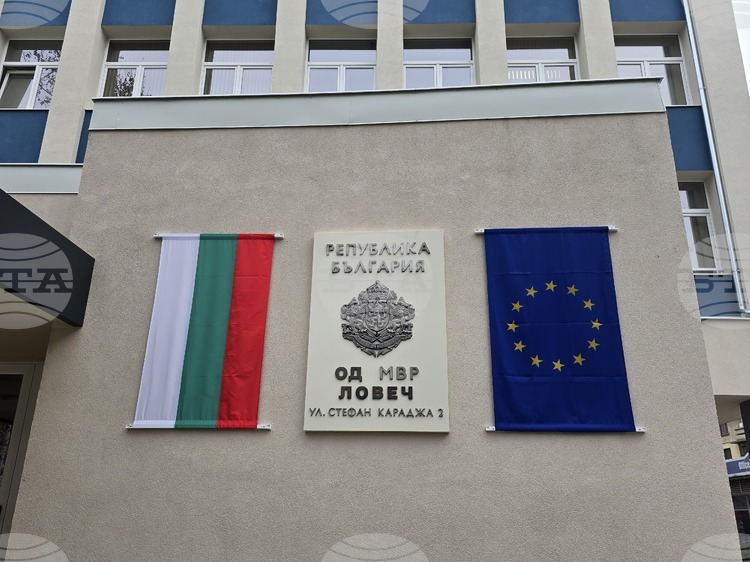 РЕПУБЛИКА
БЪЛГАРИЯ
ОД МВР
ЛОВЕЧ
УЛ. СТЕФАН КАРАДЖА 2